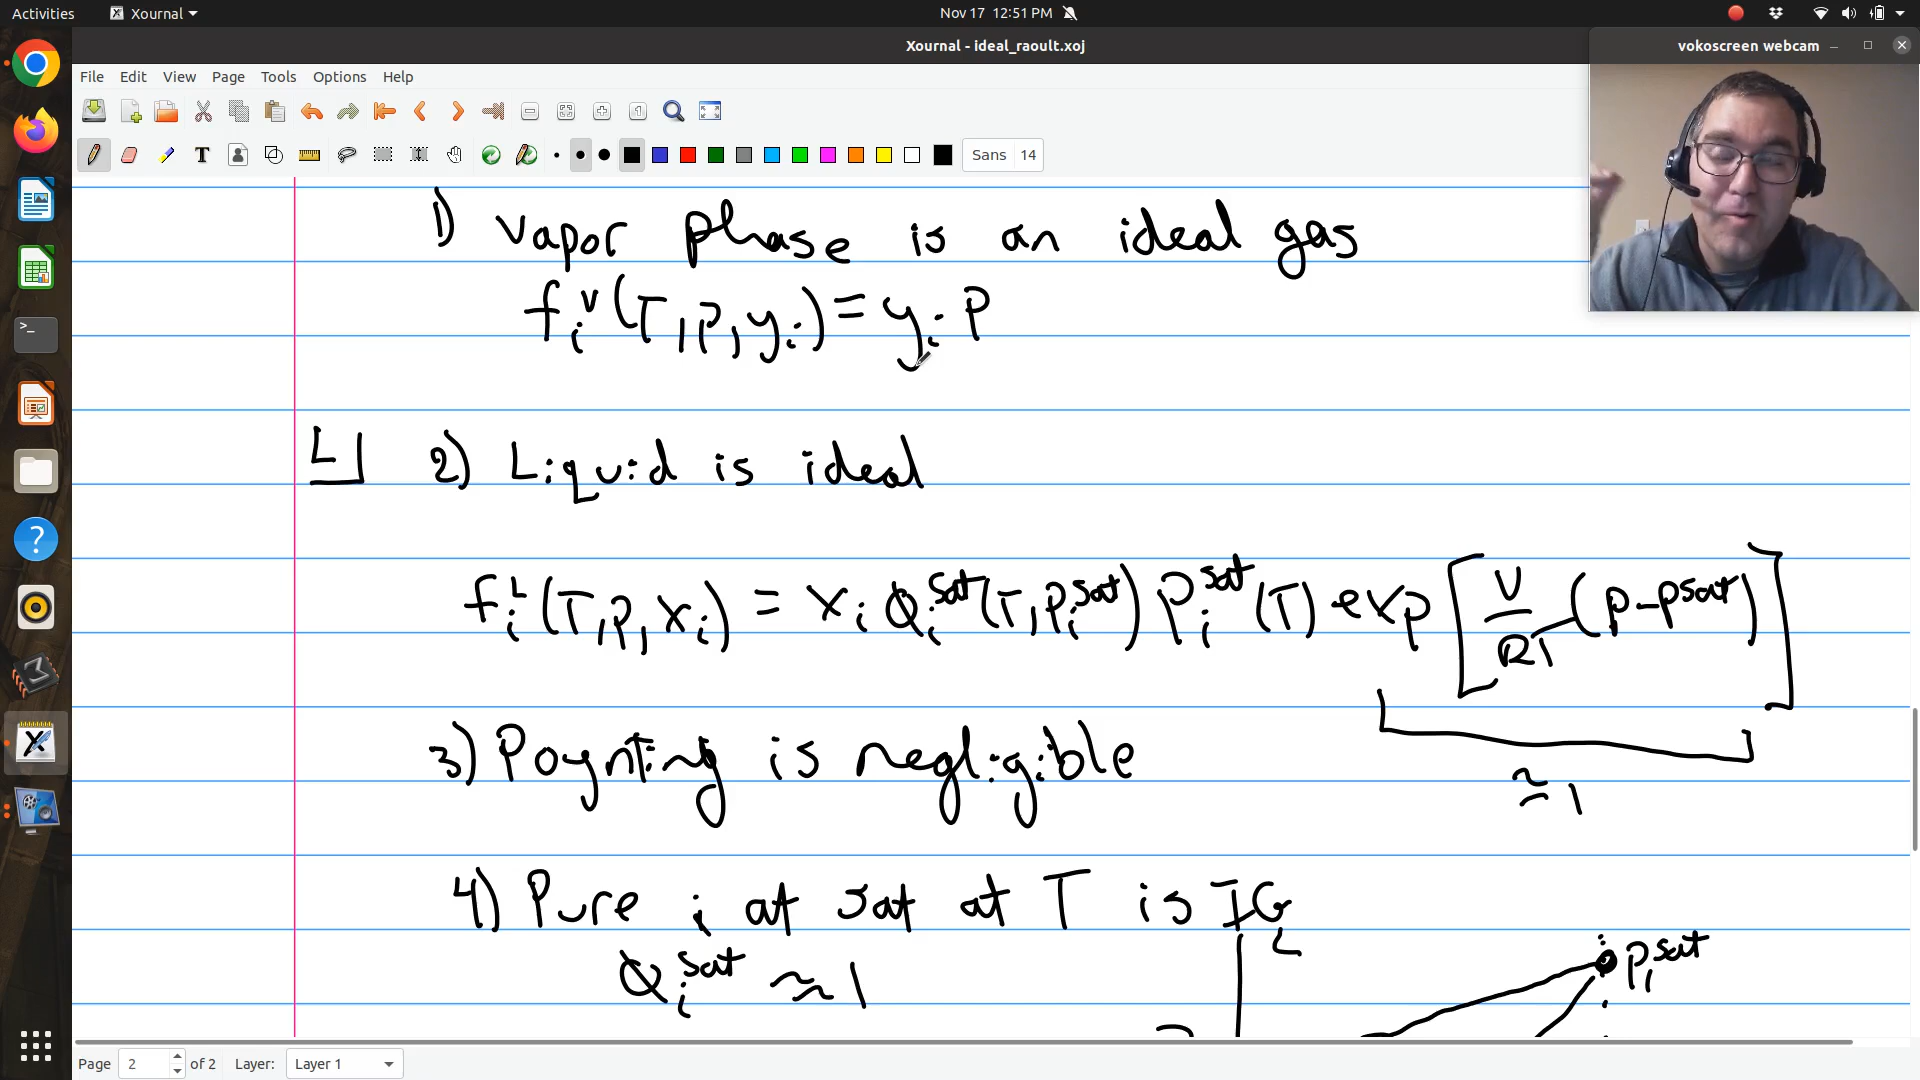 Activities Xournal Nov 17 12:51 PM
Xournal - ideal_raoult.xoj
vokoscreen webcam
File Edit View Page Tools Options Help
T Sans 14
1) Vapor phase is an ideal gas
f_i^v(T,P,y_i) = y_i P
2) Liquid is ideal
f_i^L(T,P,x_i) = x_i φ_i^sat(T,P_i^sat) P_i^sat(T) exp[V/RT (P-P^sat)]
3) Poynting is negligible
≅ 1
4) Pure i at sat at T is IG
L
φ_i^sat ≈ 1
P_1^sat
Page 2 of 2 Layer: Layer 1